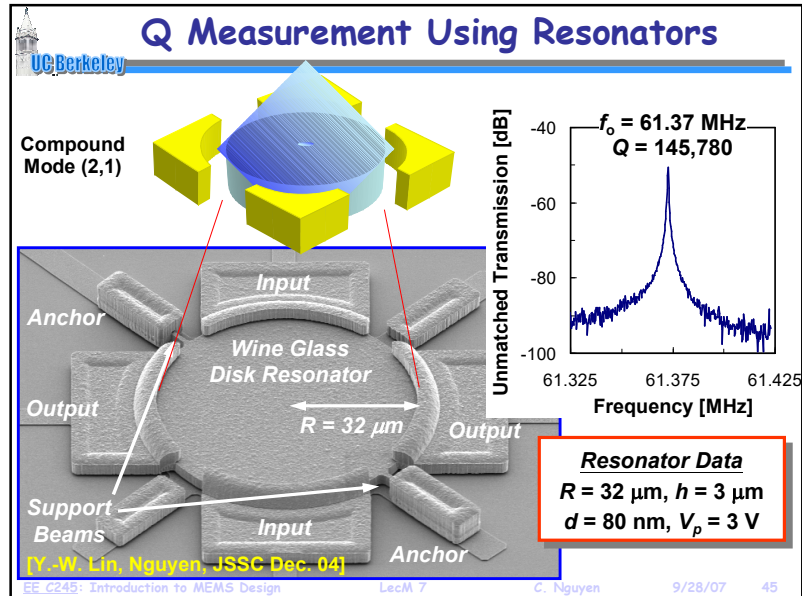 Q Measurement Using Resonators
UC Berkeley
Compound
Mode (2,1)
Input
Anchor
Wine Glass
Disk Resonator
Output
R = 32 μm
Output
Support
Beams
Input
Anchor
[Y.-W. Lin, Nguyen, JSSC Dec. 04]
Unmatched Transmission [dB]
-40
-60
-80
-100
fo = 61.37 MHz
Q = 145,780
61.325
61.375
61.425
Frequency [MHz]
Resonator Data
R = 32 μm, h = 3 μm
d = 80 nm, Vp = 3 V
EE C245: Introduction to MEMS Design LecM 7 C. Nguyen 9/28/07 45